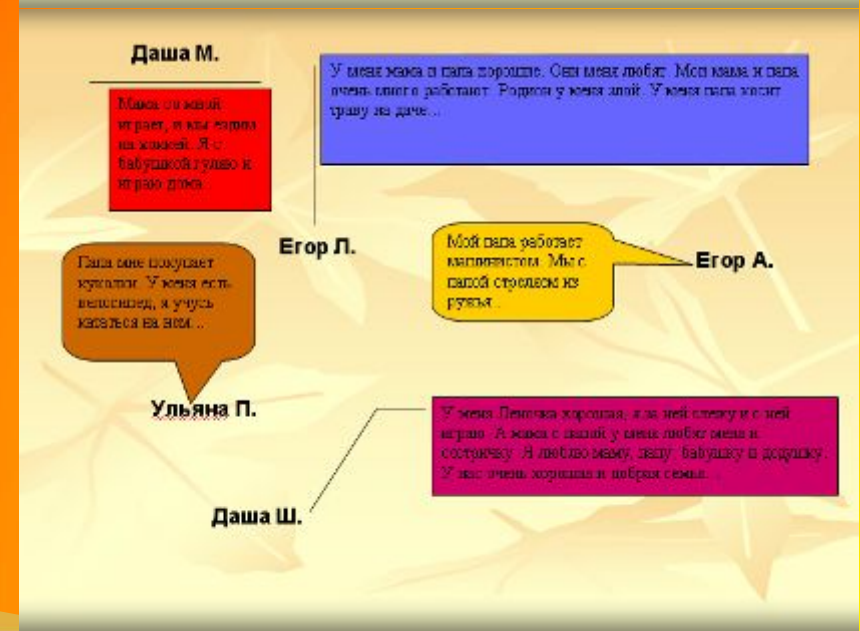 Даша М.
Мама со мной
играет, и мы ездим
на хоккей. Я с
бабушкой гуляю и
играю дома...
У меня мама и папа хорошие. Они меня любят. Мои мама и папа
очень много работают. Родион у меня злой. У меня папа косит
траву на даче...
Егор Л.
Мой папа работает
машинистом. Мы с
папой стреляем из
ружья...
Егор А.
Папа мне покупает
куколки. У меня есть
велосипед, я учусь
кататься на нем...
Ульяна П.
У меня Леночка хорошая, я за ней слежу и с ней
играю. А мама с папой у меня любят меня и
сестричку. Я люблю маму, папу, бабушку и дедушку.
У нас очень хорошая и добрая семья...
Даша Ш.